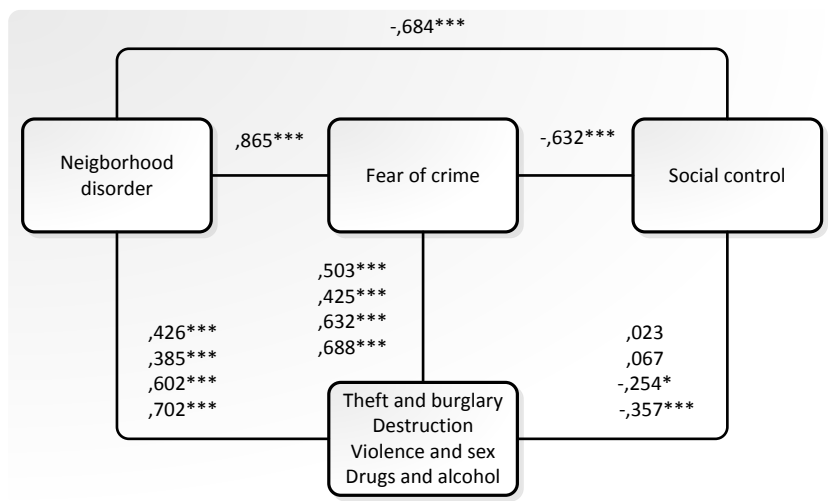 -,684***
,865***
-,632***
Neigborhood
disorder
Fear of crime
Social control
,503***
,425***
,632***
,688***
,426***
,385***
,602***
,702***
,023
,067
-,254*
-,357***
Theft and burglary
Destruction
Violence and sex
Drugs and alcohol